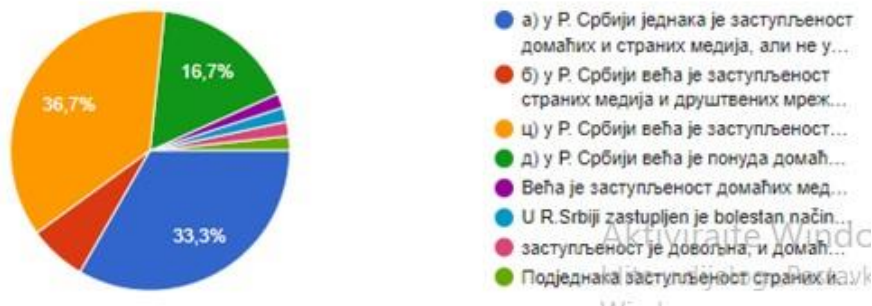 36,7%
16,7%
33,3%
а) у Р. Србији једнака је заступљеност
домаћих и страних медија, али не у...
б) у Р. Србији већа је заступљеност
страних медија и друштвених мреж...
ц) у Р. Србији већа је заступљеност...
д) у Р. Србији већа је понуда домаћ...
Већа је заступљеност домаћих мед...
U R.Srbiji zastupljen je bolestan način...
заступљеност је довољна, и домаћ...
Подједнака заступљеност страних и...
Aktivirajte Windo